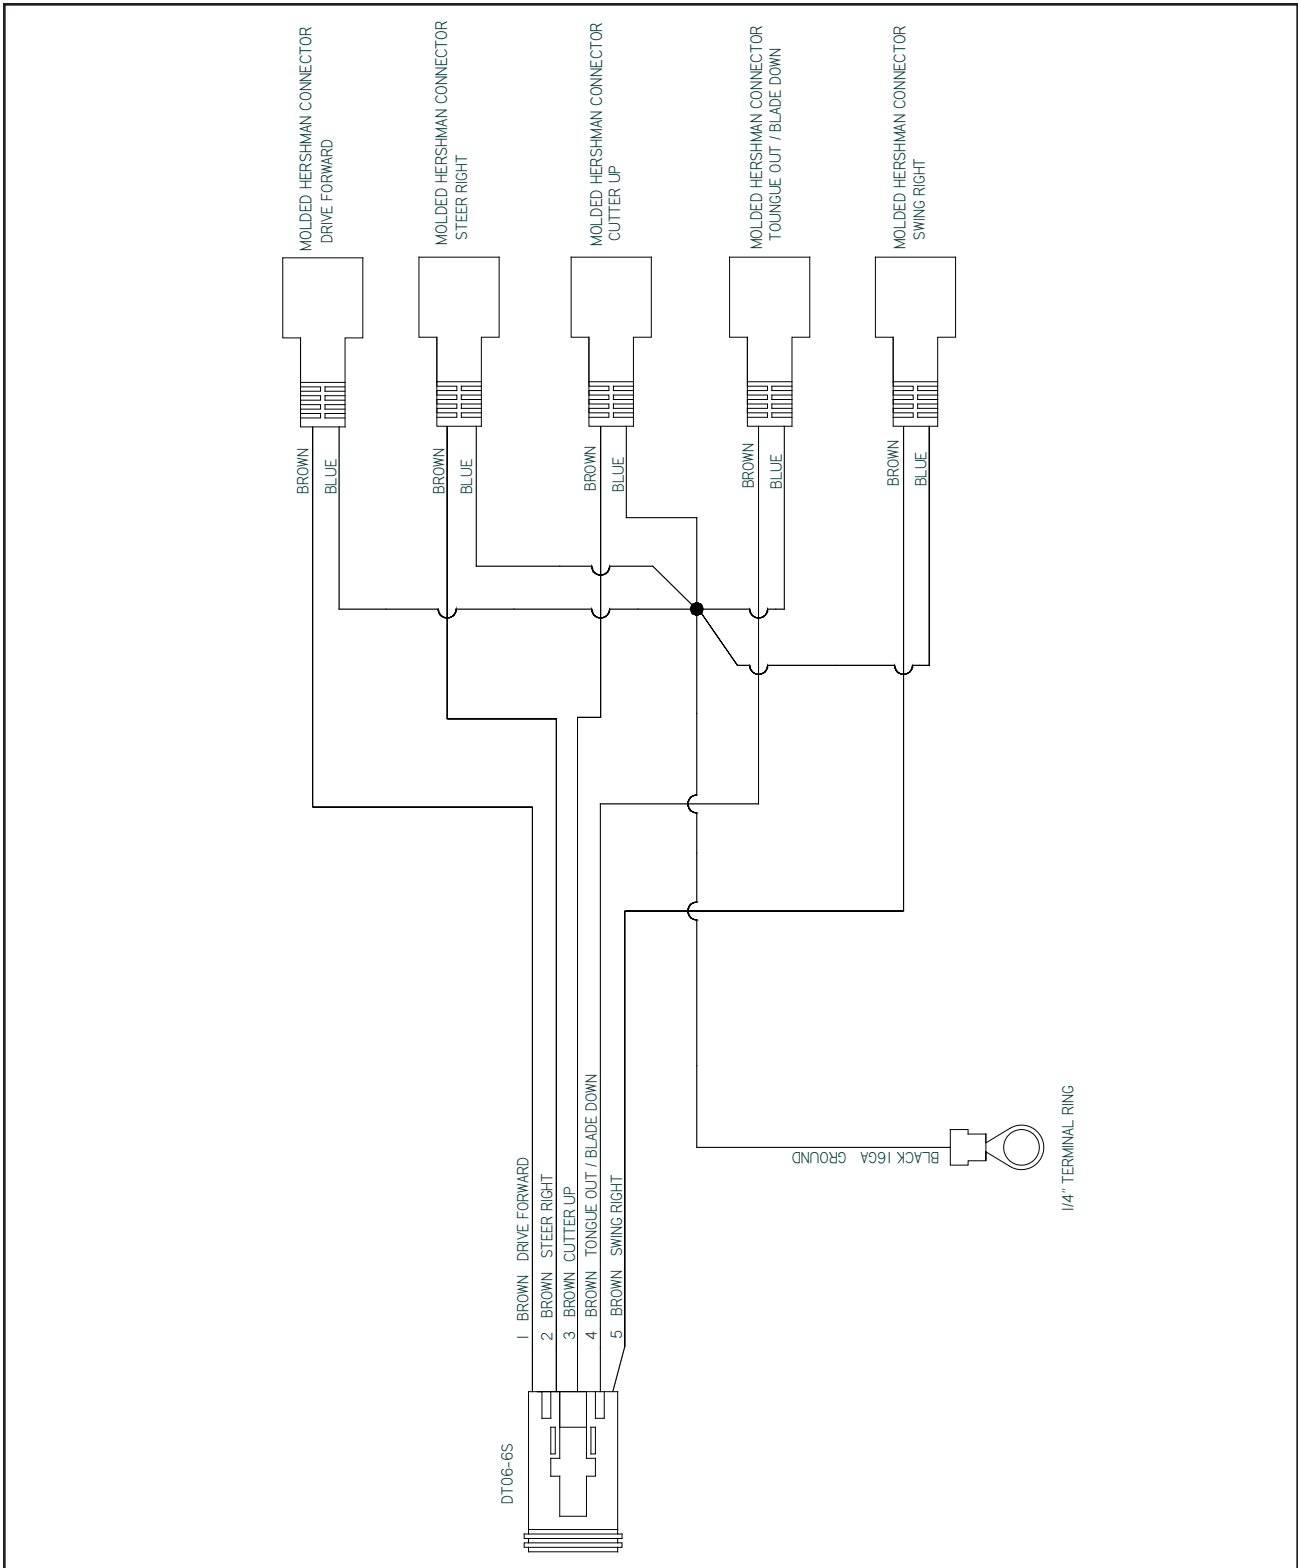 MOLDED HERSHMAN CONNECTOR
DRIVE FORWARD
MOLDED HERSHMAN CONNECTOR
STEER RIGHT
MOLDED HERSHMAN CONNECTOR
CUTTER UP
MOLDED HERSHMAN CONNECTOR
TOUNGUE OUT / BLADE DOWN
MOLDED HERSHMAN CONNECTOR
SWING RIGHT
BROWN
BLUE
BROWN
BLUE
BROWN
BLUE
BROWN
BLUE
BROWN
BLUE
1 BROWN DRIVE FORWARD
2 BROWN STEER RIGHT
3 BROWN CUTTER UP
4 BROWN TONGUE OUT / BLADE DOWN
5 BROWN SWING RIGHT
BLACK 16GA GROUND
1/4" TERMINAL RING
DT06-6S